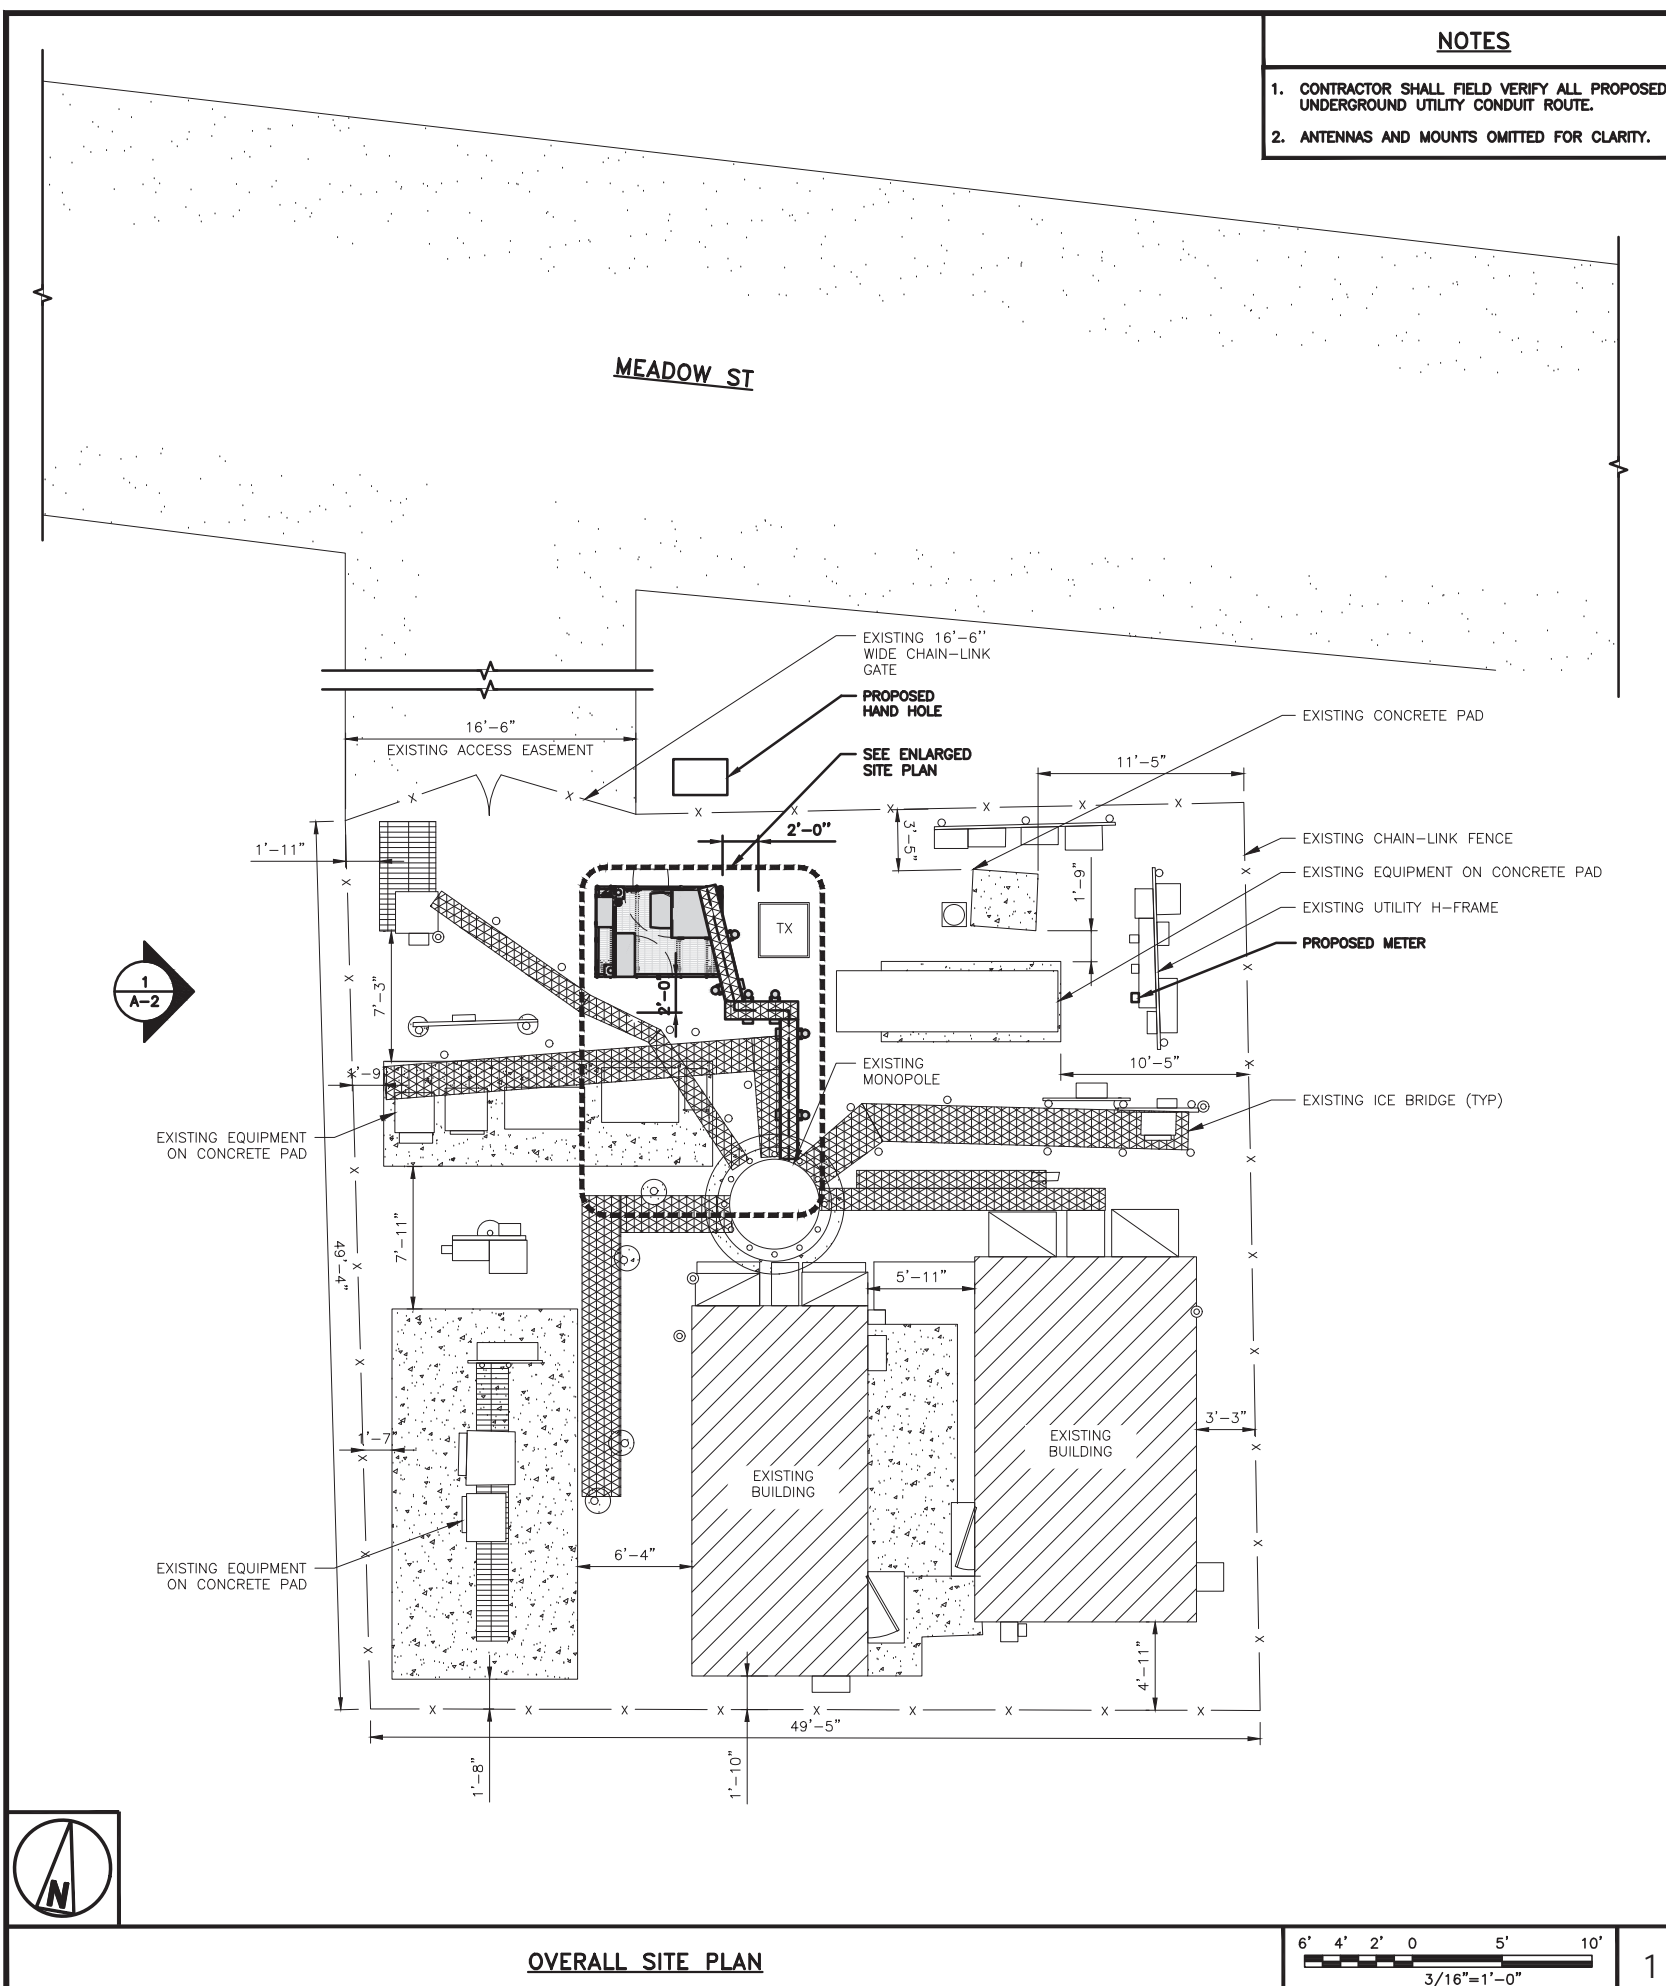 NOTES
1. CONTRACTOR SHALL FIELD VERIFY ALL PROPOSED
UNDERGROUND UTILITY CONDUIT ROUTE.
2. ANTENNAS AND MOUNTS OMITTED FOR CLARITY.
MEADOW ST
EXISTING 16'-6''
WIDE CHAIN-LINK
GATE
PROPOSED
HAND HOLE
SEE ENLARGED
SITE PLAN
16'-6"
EXISTING ACCESS EASEMENT
EXISTING CONCRETE PAD
11'-5"
3'-5"
2'-0"
1'-11"
1'-6"
EXISTING CHAIN-LINK FENCE
EXISTING EQUIPMENT ON CONCRETE PAD
EXISTING UTILITY H-FRAME
PROPOSED METER
TX
1
A-2
7'-3"
2'-0"
EXISTING
MONOPOLE
10'-5"
1'-9
EXISTING ICE BRIDGE (TYP)
EXISTING EQUIPMENT
ON CONCRETE PAD
7'-11"
49'-4"
5'-11"
3'-3"
EXISTING
BUILDING
1'-7"
EXISTING
BUILDING
6'-4"
EXISTING EQUIPMENT
ON CONCRETE PAD
4'-11"
49'-5"
1'-8"
1'-10"
N
OVERALL SITE PLAN
6' 4' 2' 0 5' 10'
3/16"=1'-0"
1